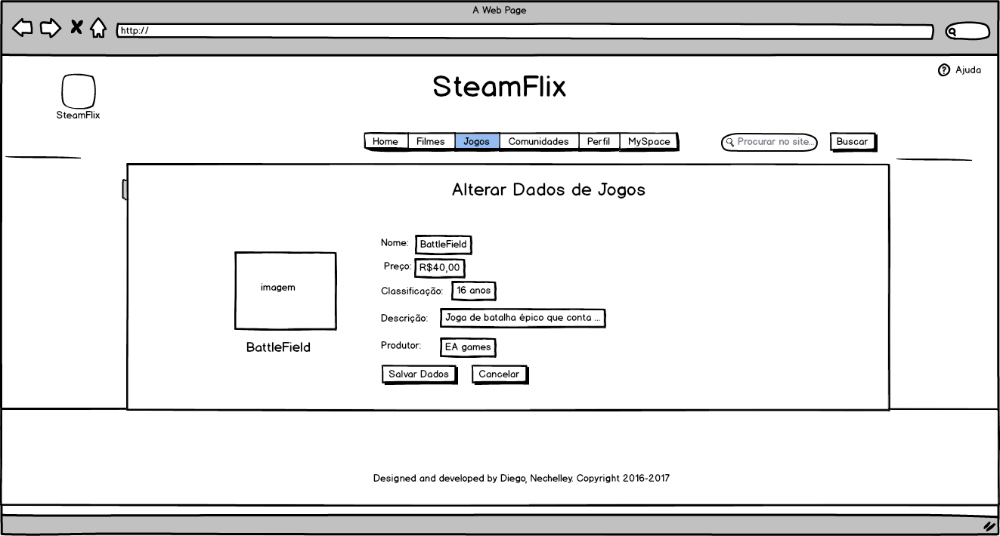 A Web Page
http://
Ajuda
SteamFlix
SteamFlix
Home Filmes Jogos Comunidades Perfil MySpace Procurar no site... Buscar
Alterar Dados de Jogos
Nome: BattleField
Preço: R$40,00
imagem
Classificação: 16 anos
Descrição: Joga de batalha épico que conta ...
BattleField
Produtor: EA games
Salvar Dados Cancelar
Designed and developed by Diego, Nechelley. Copyright 2016-2017